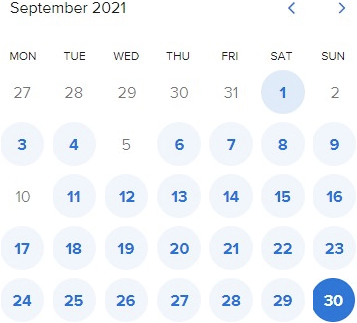 September 2021
MON TUE WED THU FRI SAT SUN
27 28 29 30 31 1 2
3 4 5 6 7 8 9
10 11 12 13 14 15 16
17 18 19 20 21 22 23
24 25 26 27 28 29 30